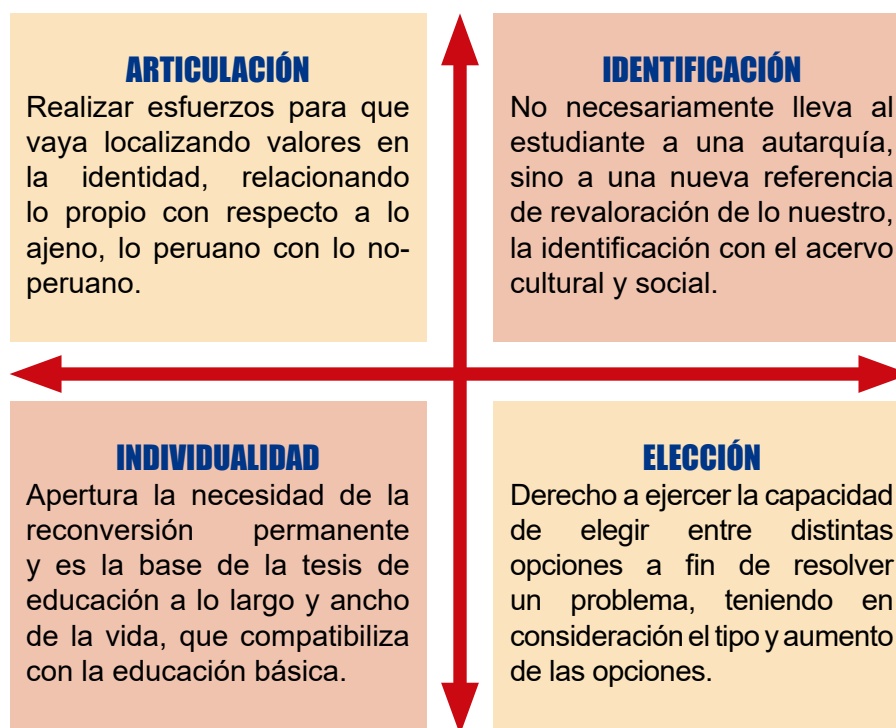 ARTICULACIÓN
Realizar esfuerzos para que
vaya localizando valores en
la identidad, relacionando
lo propio con respecto a lo
ajeno, lo peruano con lo no-
peruano.
IDENTIFICACIÓN
No necesariamente lleva al
estudiante a una autarquía,
sino a una nueva referencia
de revaloración de lo nuestro,
la identificación con el acervo
cultural y social.
INDIVIDUALIDAD
Apertura la necesidad de la
reconversión permanente
y es la base de la tesis de
educación a lo largo y ancho
de la vida, que compatibiliza
con la educación básica.
ELECCIÓN
Derecho a ejercer la capacidad
de elegir entre distintas
opciones a fin de resolver
un problema, teniendo en
consideración el tipo y aumento
de las opciones.